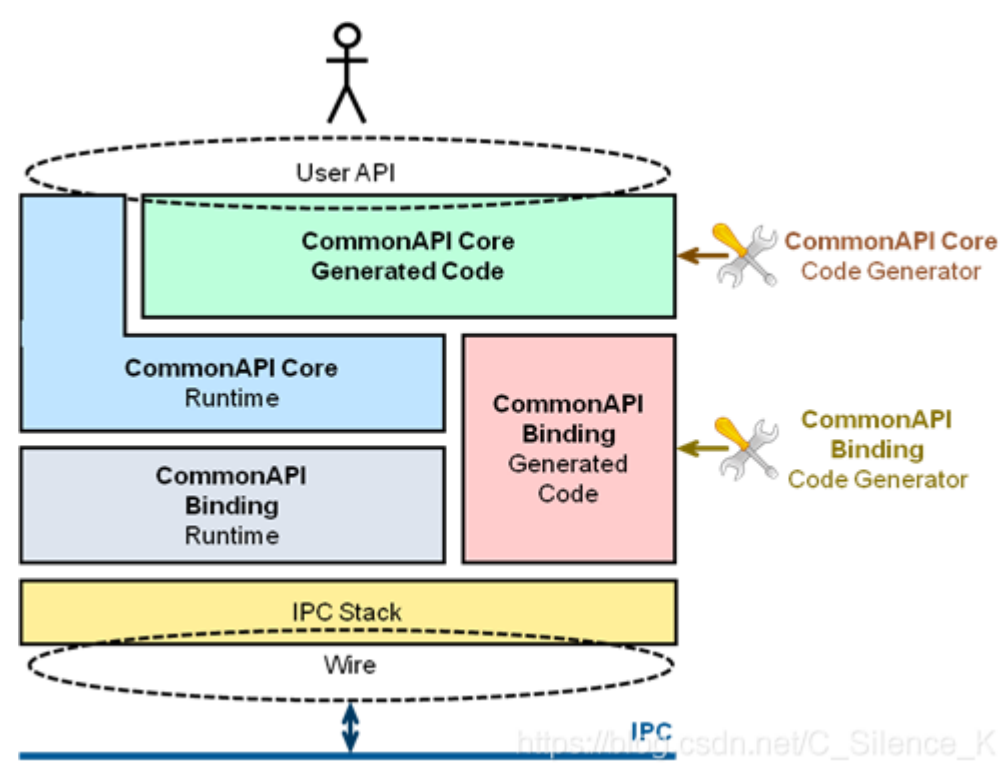 User API
CommonAPI Core
Generated Code
CommonAPI Core
Code Generator
CommonAPI Core
Runtime
CommonAPI
Binding
Generated
Code
CommonAPI
Binding
Code Generator
CommonAPI
Binding
Runtime
IPC Stack
Wire
IPC
https://blog.csdn.net/C_Silence_K